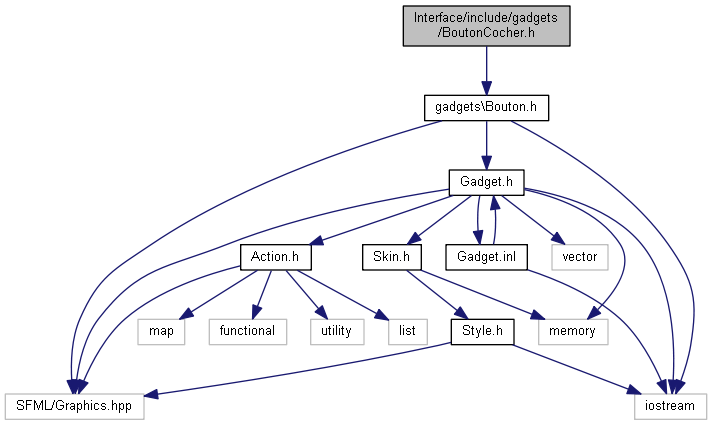 Interface/include/gadgets
/BoutonCocher.h
gadgets\Bouton.h
Gadget.h
Action.h
Skin.h
Gadget.inl
vector
map
functional
utility
list
Style.h
memory
SFML/Graphics.hpp
iostream